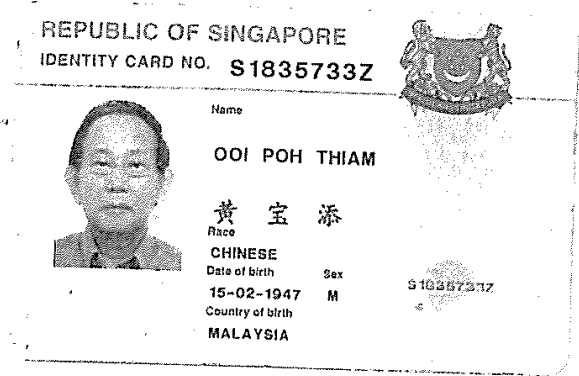 REPUBLIC OF SINGAPORE
IDENTITY CARD NO. S1835733Z
Name
OOI POH THIAM
黄 宝 添
Race
CHINESE
Date of birth Sex
15-02-1947 M
Country of birth
MALAYSIA
S1835733Z